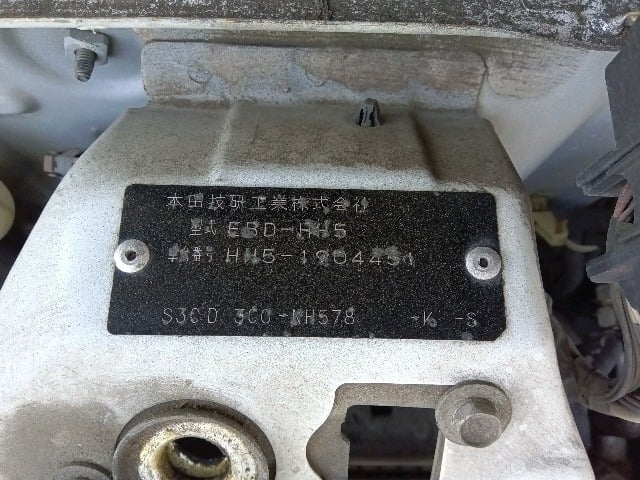 本田技研工業株式会社
型式 EBD-HH5
車台番号 HH5-1904451
S3CD 3C0-NH578 -K -S